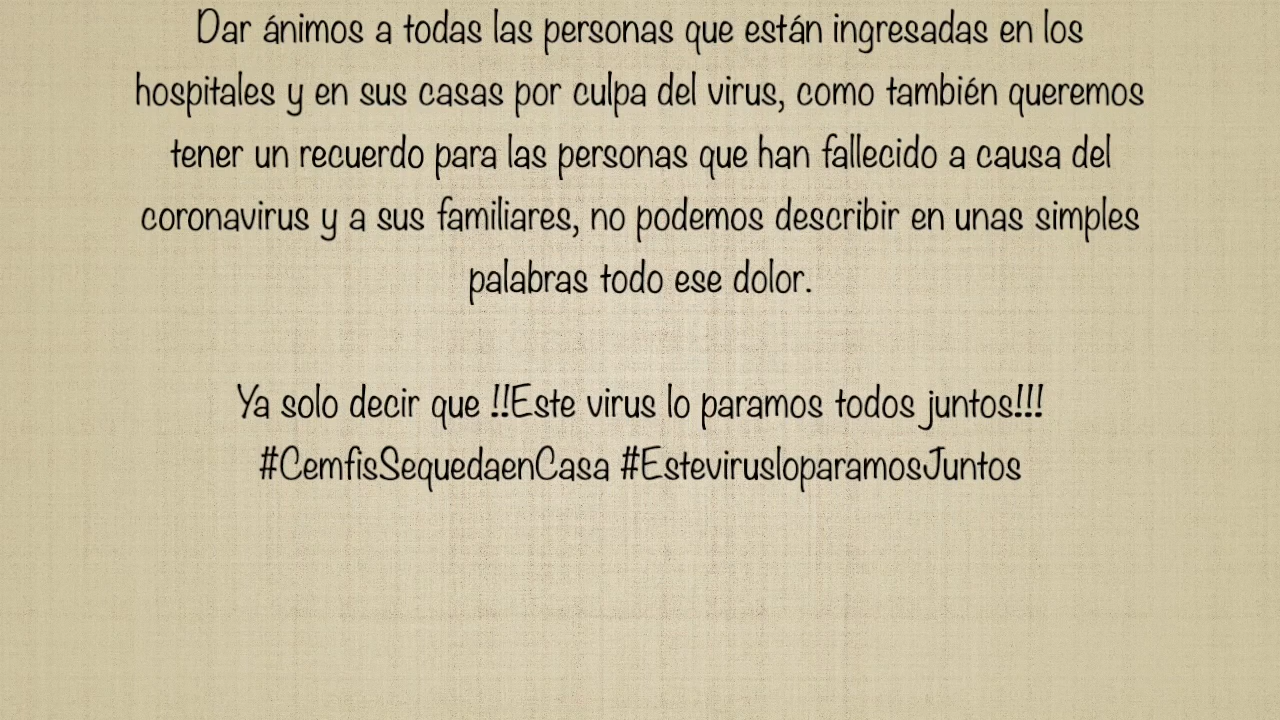 Dar ánimos a todas las personas que están ingresadas en los
hospitales y en sus casas por culpa del virus, como también queremos
tener un recuerdo para las personas que han fallecido a causa del
coronavirus y a sus familiares, no podemos describir en unas simples
palabras todo ese dolor.
Ya solo decir que !!Este virus lo paramos todos juntos!!!
#CemfisSequedaenCasa #EstevirusloparamosJuntos